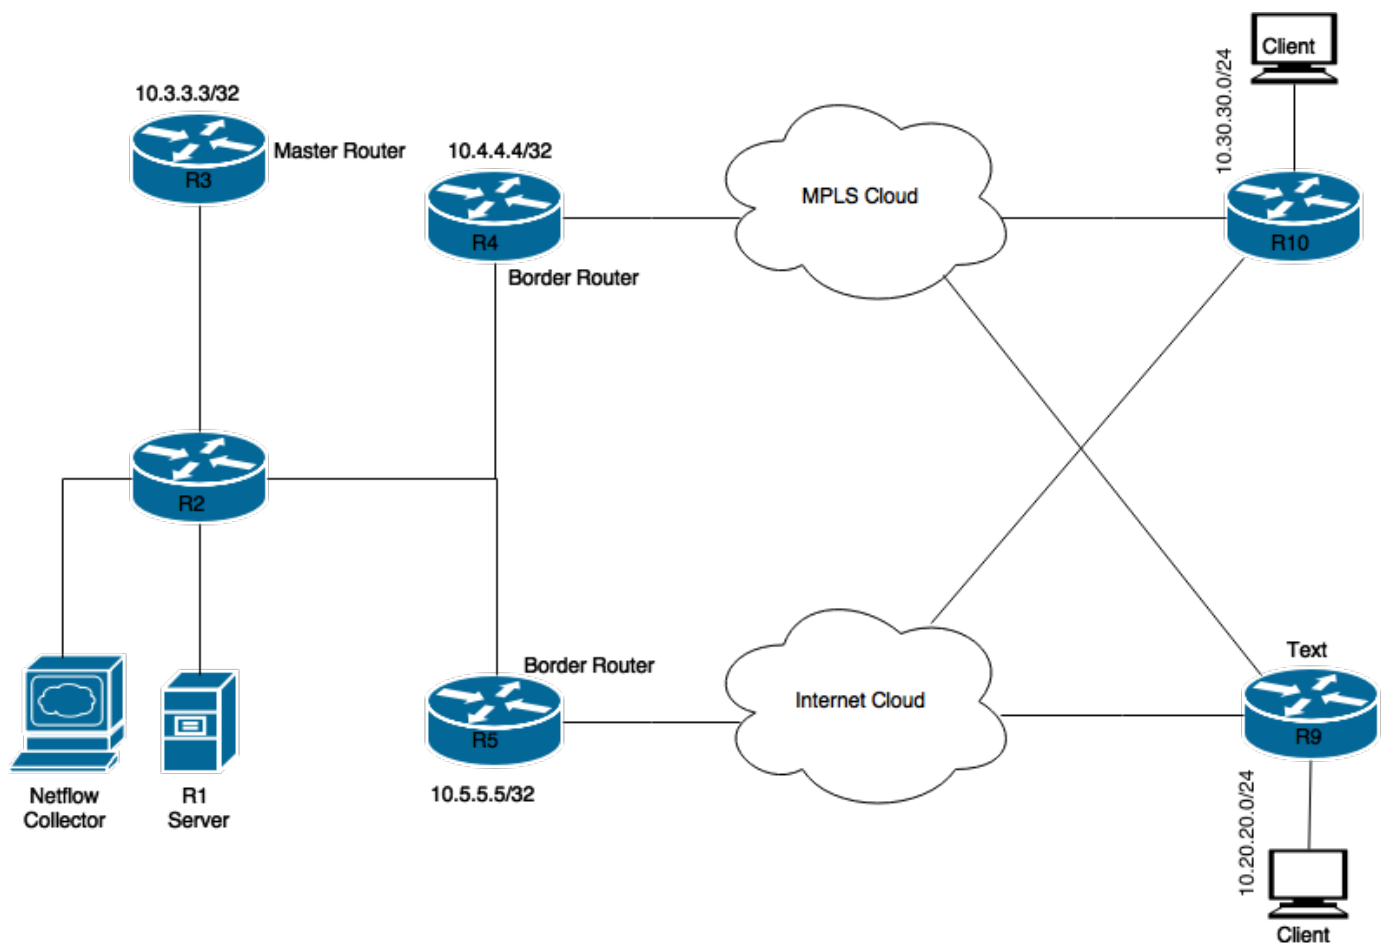 Client
10.30.30.0/24
10.3.3.3/32
R3
Master Router
10.4.4.4/32
R4
Border Router
MPLS Cloud
R10
R2
Border Router
R5
10.5.5.5/32
Internet Cloud
Text
R9
10.20.20.0/24
Netflow
Collector
R1
Server
Client